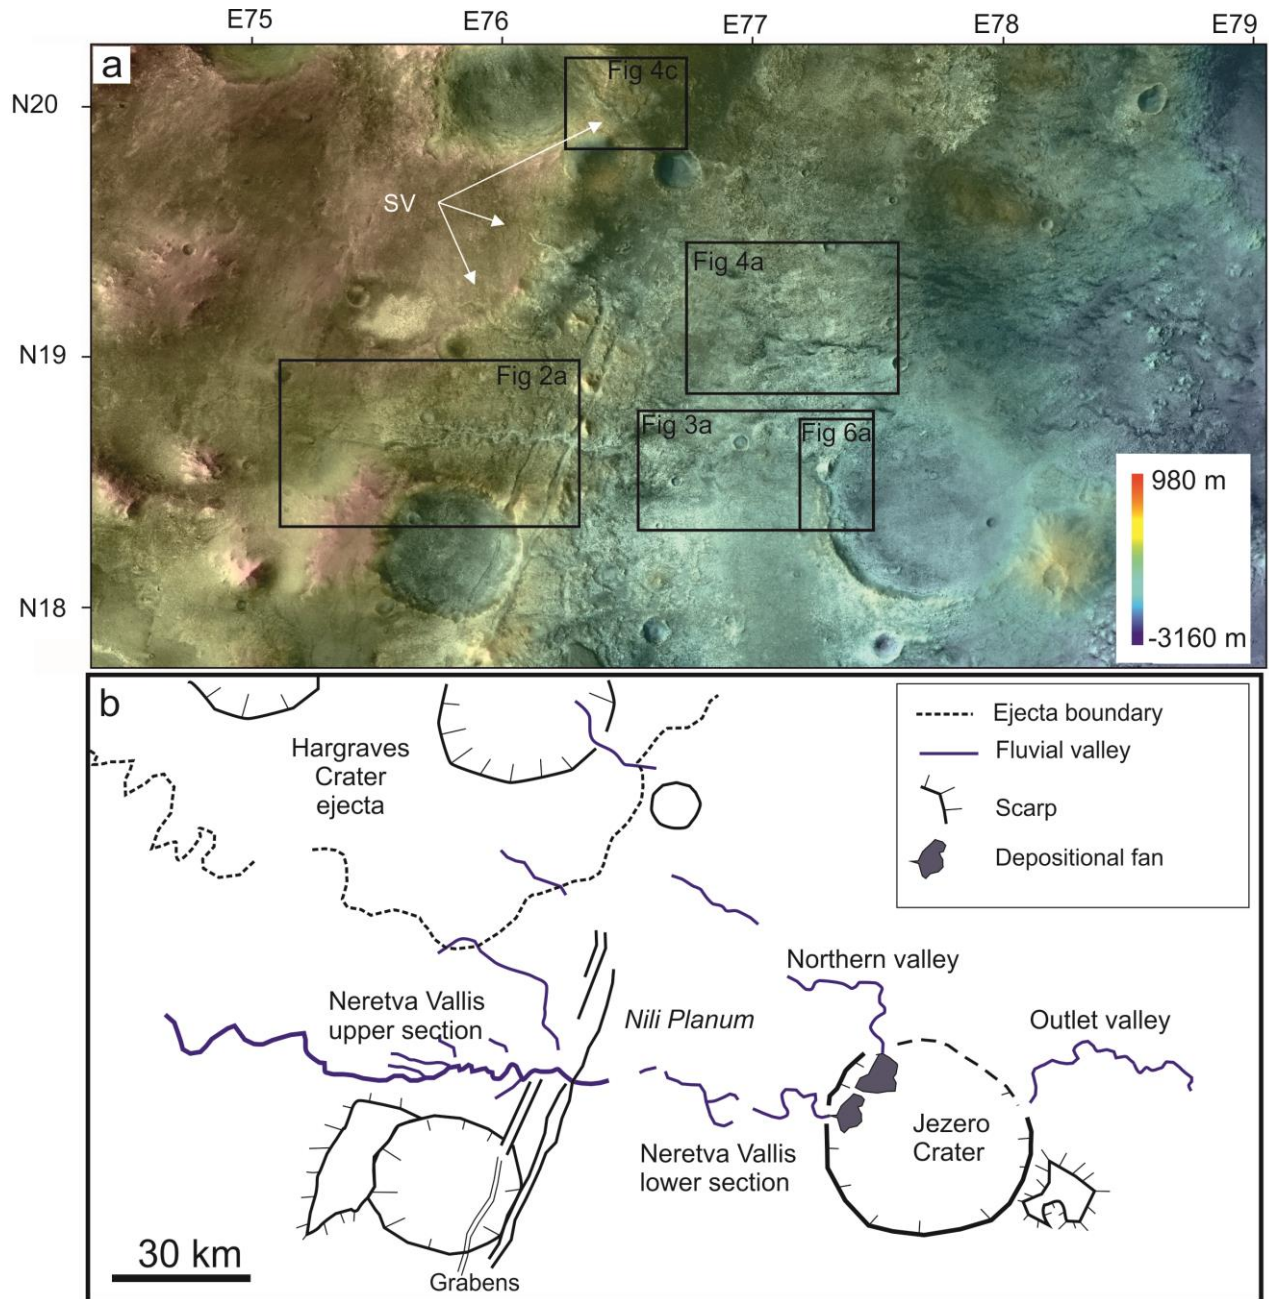 E75
E76
E77
E78
E79
a
N20
N19
N18
Fig 4c
SV
Fig 4a
Fig 2a
Fig 3a
Fig 6a
980 m
-3160 m
b
Hargraves
Crater
ejecta
Ejecta boundary
Fluvial valley
Scarp
Depositional fan
Northern valley
Neretva Vallis
upper section
Nili Planum
Outlet valley
Jezero
Crater
Neretva Vallis
lower section
30 km
Grabens